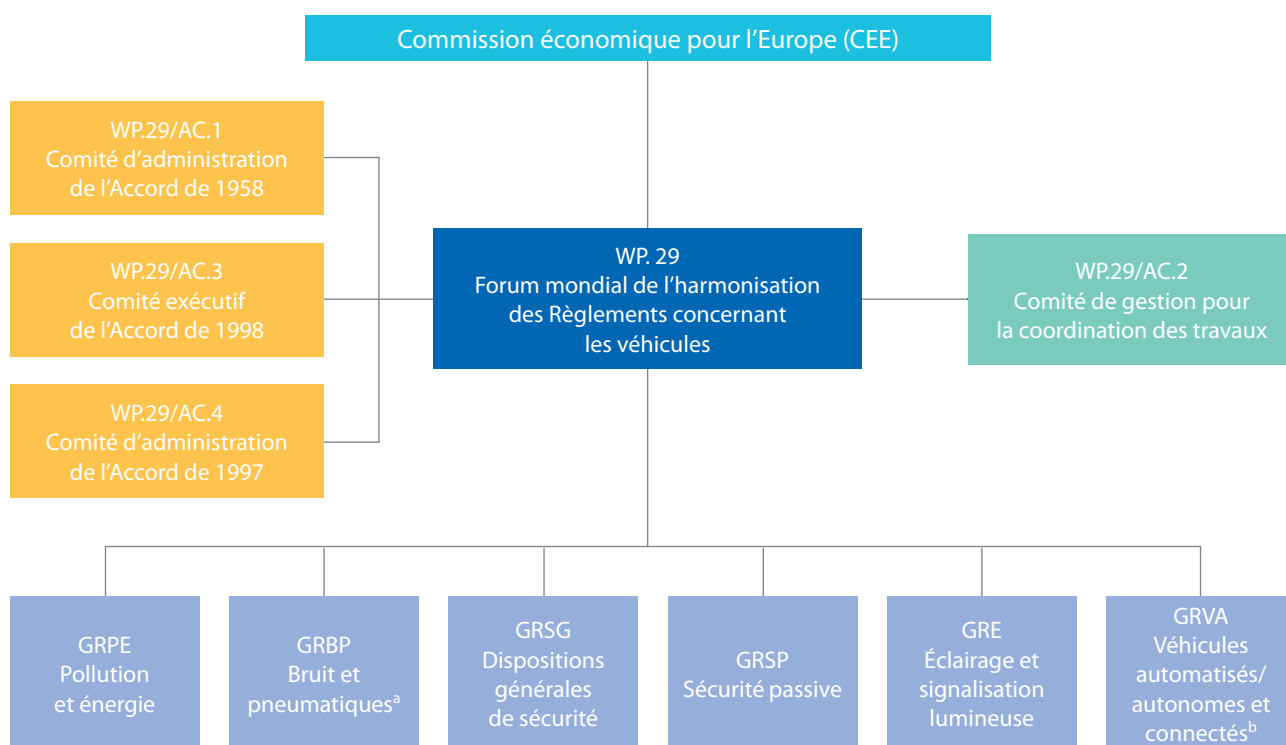 Commission économique pour l’Europe (CEE)
WP.29/AC.1
Comité d’administration
de l’Accord de 1958
WP.29/AC.3
Comité exécutif
de l’Accord de 1998
WP.29/AC.4
Comité d’administration
de l’Accord de 1997
WP. 29
Forum mondial de l’harmonisation
des Règlements concernant
les véhicules
WP.29/AC.2
Comité de gestion pour
la coordination des travaux
GRPE
Pollution
et énergie
GRBP
Bruit et
pneumatiquesᵃ
GRSG
Dispositions
générales
de sécurité
GRSP
Sécurité passive
GRE
Éclairage et
signalisation
lumineuse
GRVA
Véhicules
automatisés/
autonomes et
connectésᵇ